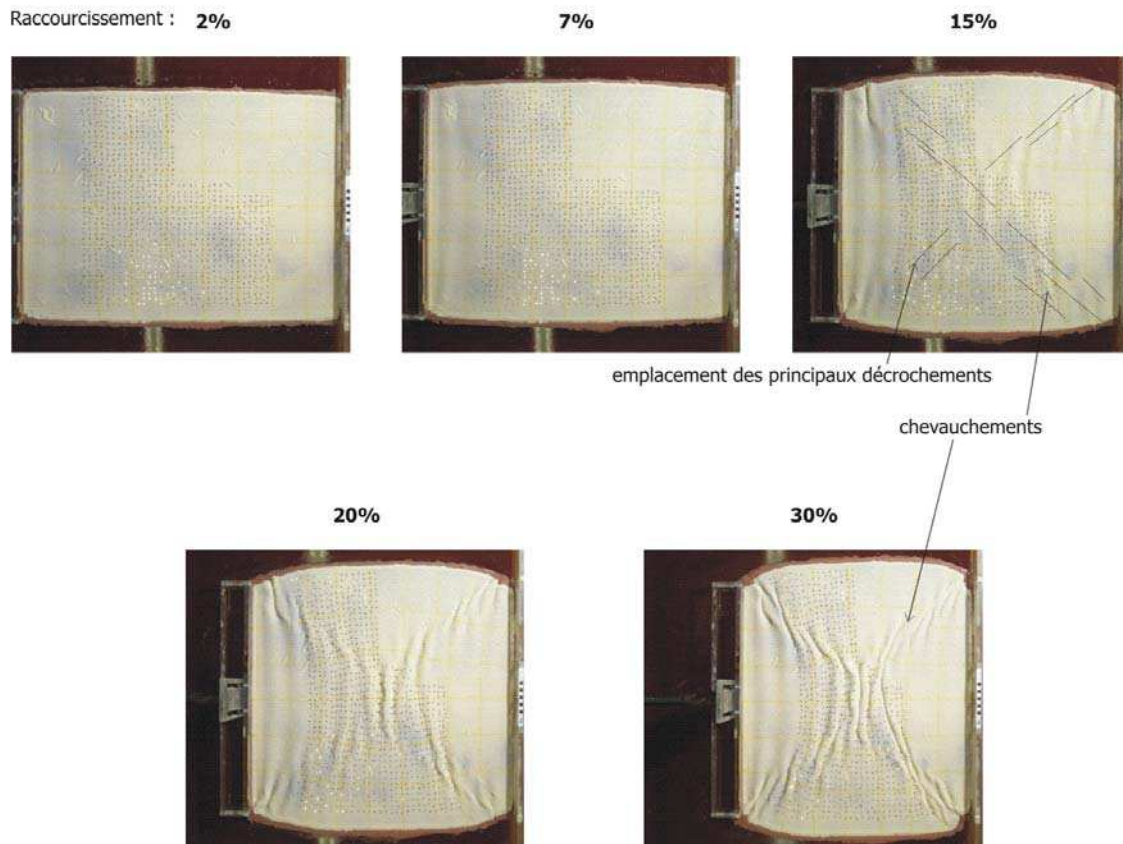 Raccourcissement : 2% 7% 15%
emplacement des principaux décrochements
chevauchements
20% 30%